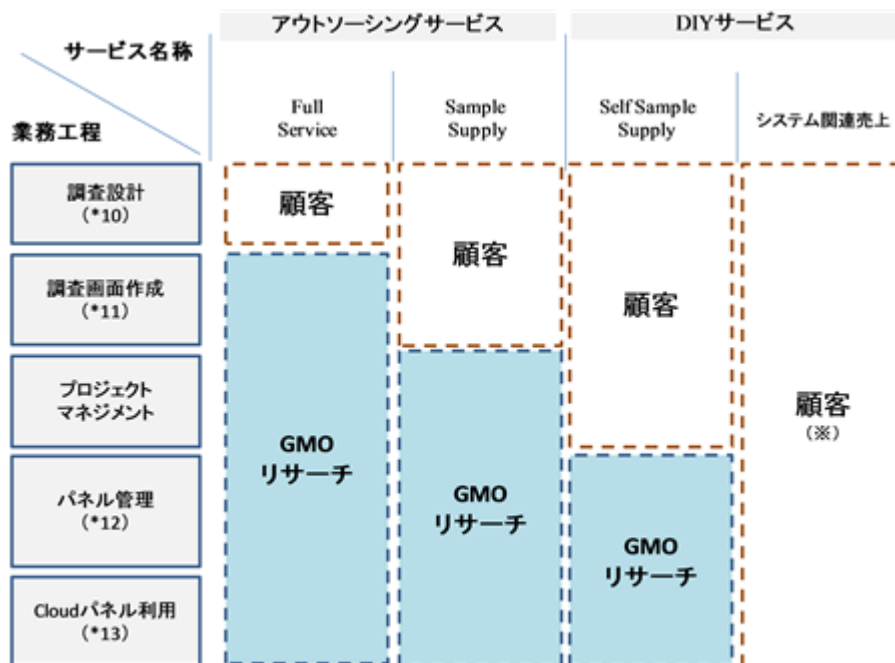 アウトソーシングサービス
DIYサービス
サービス名称
業務工程
Full
Service
Sample
Supply
Self Sample
Supply
システム関連売上
調査設計
(*10)
調査画面作成
(*11)
プロジェクト
マネジメント
パネル管理
(*12)
Cloudパネル利用
(*13)
顧客
GMO
リサーチ
顧客
GMO
リサーチ
顧客
GMO
リサーチ
顧客
(※)